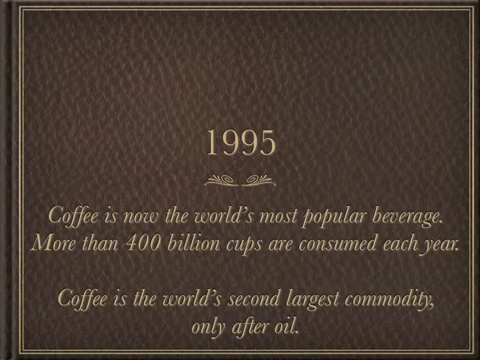 1995
Coffee is now the world's most popular beverage.
More than 400 billion cups are consumed each year.
Coffee is the world's second largest commodity,
only after oil.